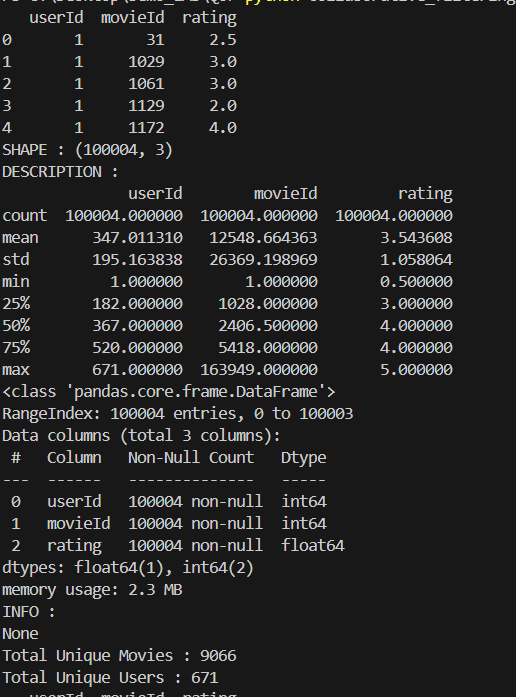 userId movieId rating
0 1 31 2.5
1 1 1029 3.0
2 1 1061 3.0
3 1 1129 2.0
4 1 1172 4.0
SHAPE : (100004, 3)
DESCRIPTION :
userId movieId rating
count 100004.000000 100004.000000 100004.000000
mean 347.011310 12548.664363 3.543608
std 195.163838 26369.198969 1.058064
min 1.000000 1.000000 0.500000
25% 182.000000 1028.000000 3.000000
50% 367.000000 2406.500000 4.000000
75% 520.000000 5418.000000 4.000000
max 671.000000 163949.000000 5.000000
<class 'pandas.core.frame.DataFrame'>
RangeIndex: 100004 entries, 0 to 100003
Data columns (total 3 columns):
# Column Non-Null Count Dtype
--- ------ -------------- -----
0 userId 100004 non-null int64
1 movieId 100004 non-null int64
2 rating 100004 non-null float64
dtypes: float64(1), int64(2)
memory usage: 2.3 MB
INFO :
None
Total Unique Movies : 9066
Total Unique Users : 671
userId movieId rating